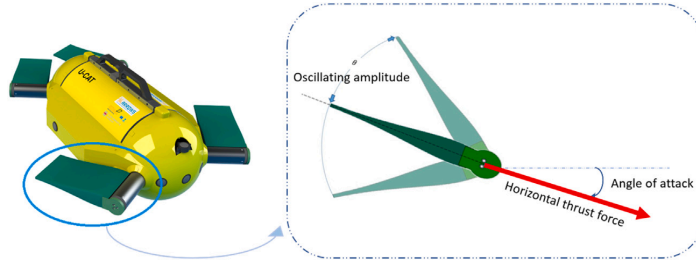 U-CAT
θ
Oscillating amplitude
Angle of attack
Horizontal thrust force